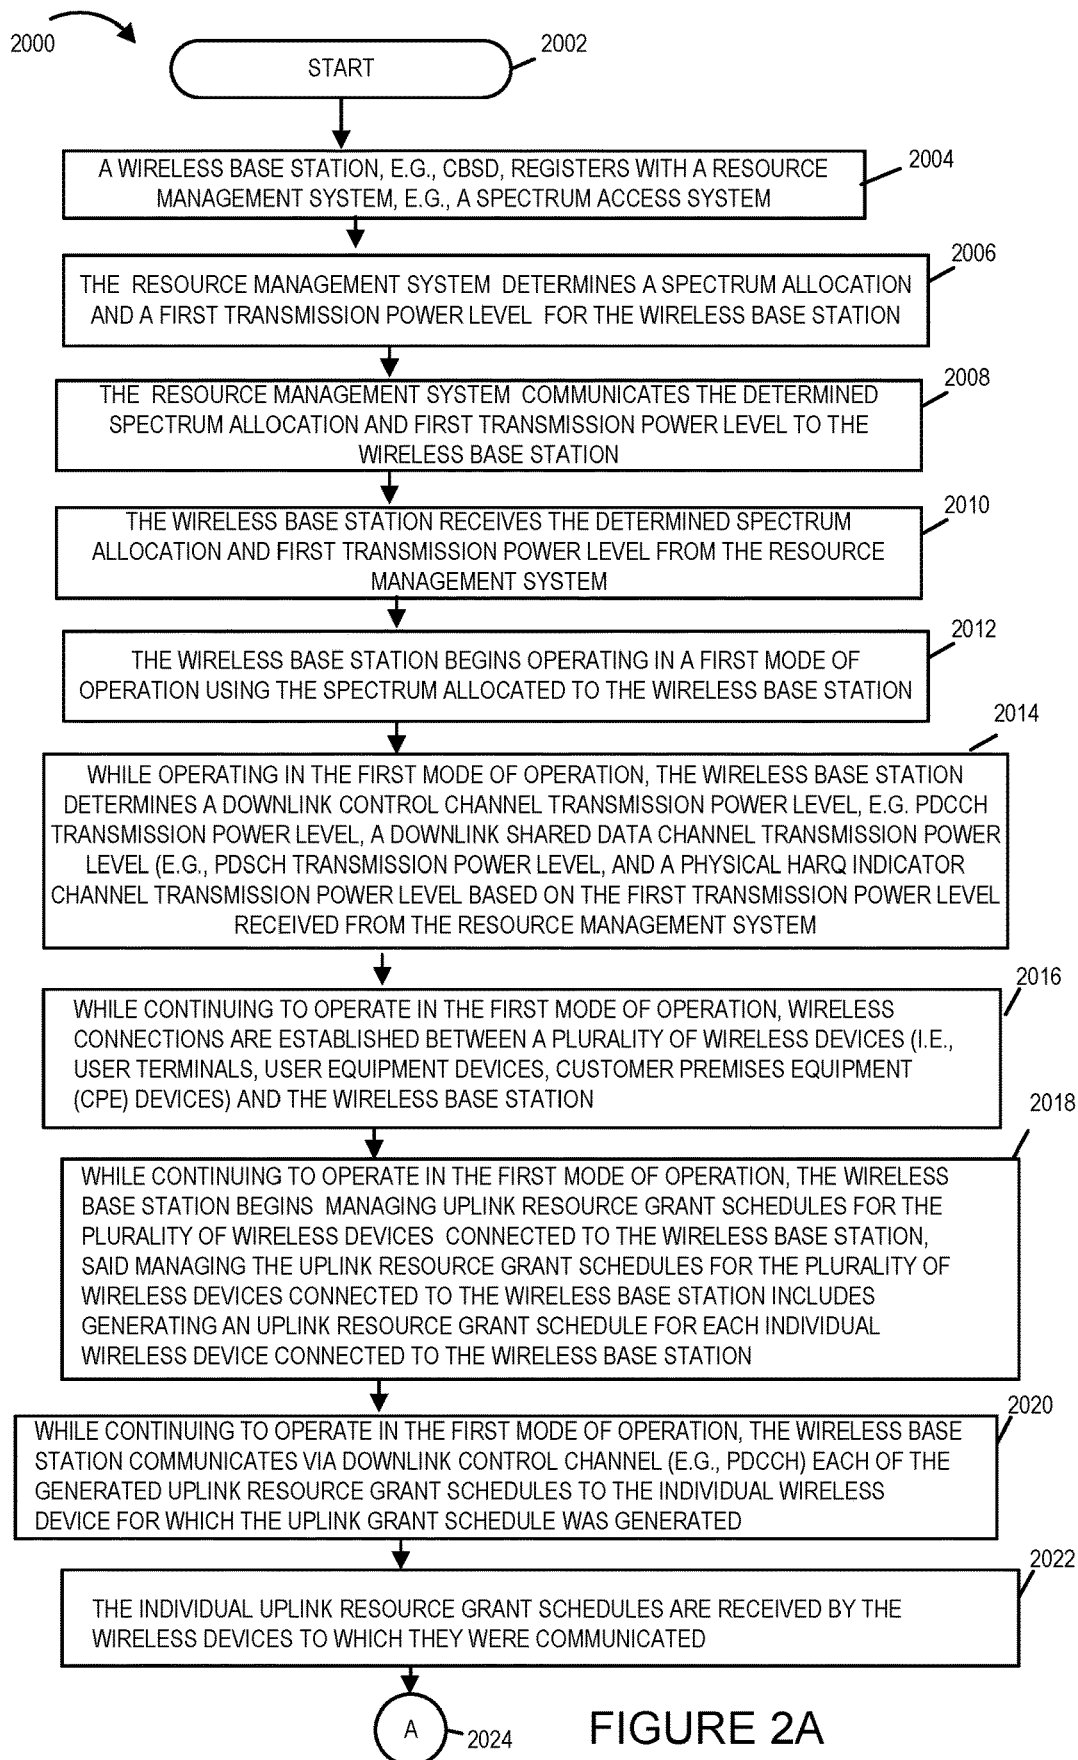 2000
START
2002
A WIRELESS BASE STATION, E.G., CBSD, REGISTERS WITH A RESOURCE
MANAGEMENT SYSTEM, E.G., A SPECTRUM ACCESS SYSTEM
2004
THE RESOURCE MANAGEMENT SYSTEM DETERMINES A SPECTRUM ALLOCATION
AND A FIRST TRANSMISSION POWER LEVEL FOR THE WIRELESS BASE STATION
2006
THE RESOURCE MANAGEMENT SYSTEM COMMUNICATES THE DETERMINED
SPECTRUM ALLOCATION AND FIRST TRANSMISSION POWER LEVEL TO THE
WIRELESS BASE STATION
2008
THE WIRELESS BASE STATION RECEIVES THE DETERMINED SPECTRUM
ALLOCATION AND FIRST TRANSMISSION POWER LEVEL FROM THE RESOURCE
MANAGEMENT SYSTEM
2010
THE WIRELESS BASE STATION BEGINS OPERATING IN A FIRST MODE OF
OPERATION USING THE SPECTRUM ALLOCATED TO THE WIRELESS BASE STATION
2012
WHILE OPERATING IN THE FIRST MODE OF OPERATION, THE WIRELESS BASE STATION
DETERMINES A DOWNLINK CONTROL CHANNEL TRANSMISSION POWER LEVEL, E.G. PDCCH
TRANSMISSION POWER LEVEL, A DOWNLINK SHARED DATA CHANNEL TRANSMISSION POWER
LEVEL (E.G., PDSCH TRANSMISSION POWER LEVEL, AND A PHYSICAL HARQ INDICATOR
CHANNEL TRANSMISSION POWER LEVEL BASED ON THE FIRST TRANSMISSION POWER LEVEL
RECEIVED FROM THE RESOURCE MANAGEMENT SYSTEM
2014
WHILE CONTINUING TO OPERATE IN THE FIRST MODE OF OPERATION, WIRELESS
CONNECTIONS ARE ESTABLISHED BETWEEN A PLURALITY OF WIRELESS DEVICES (I.E.,
USER TERMINALS, USER EQUIPMENT DEVICES, CUSTOMER PREMISES EQUIPMENT
(CPE) DEVICES) AND THE WIRELESS BASE STATION
2016
WHILE CONTINUING TO OPERATE IN THE FIRST MODE OF OPERATION, THE WIRELESS
BASE STATION BEGINS MANAGING UPLINK RESOURCE GRANT SCHEDULES FOR THE
PLURALITY OF WIRELESS DEVICES CONNECTED TO THE WIRELESS BASE STATION,
SAID MANAGING THE UPLINK RESOURCE GRANT SCHEDULES FOR THE PLURALITY OF
WIRELESS DEVICES CONNECTED TO THE WIRELESS BASE STATION INCLUDES
GENERATING AN UPLINK RESOURCE GRANT SCHEDULE FOR EACH INDIVIDUAL
WIRELESS DEVICE CONNECTED TO THE WIRELESS BASE STATION
2018
WHILE CONTINUING TO OPERATE IN THE FIRST MODE OF OPERATION, THE WIRELESS BASE
STATION COMMUNICATES VIA DOWNLINK CONTROL CHANNEL (E.G., PDCCH) EACH OF THE
GENERATED UPLINK RESOURCE GRANT SCHEDULES TO THE INDIVIDUAL WIRELESS
DEVICE FOR WHICH THE UPLINK GRANT SCHEDULE WAS GENERATED
2020
THE INDIVIDUAL UPLINK RESOURCE GRANT SCHEDULES ARE RECEIVED BY THE
WIRELESS DEVICES TO WHICH THEY WERE COMMUNICATED
2022
A
2024
FIGURE 2A